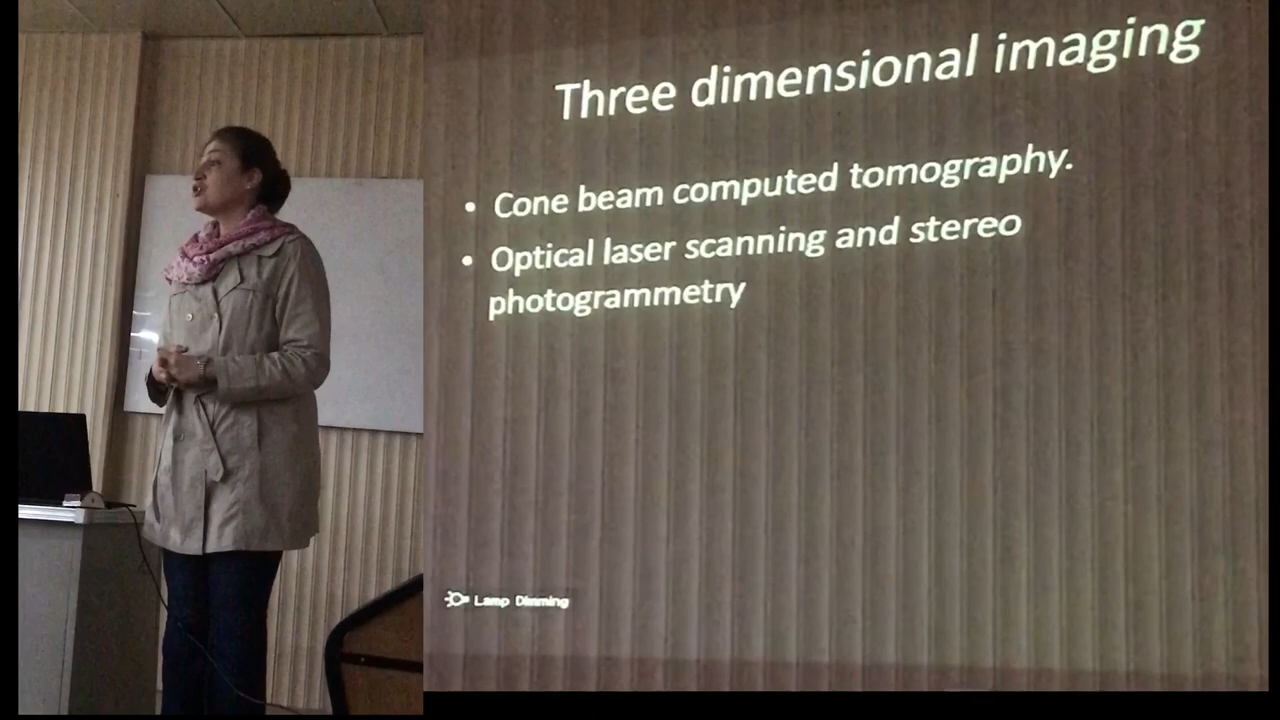 Three dimensional imaging
• Cone beam computed tomography.
• Optical laser scanning and stereo
photogrammetry
Lamp Dimming